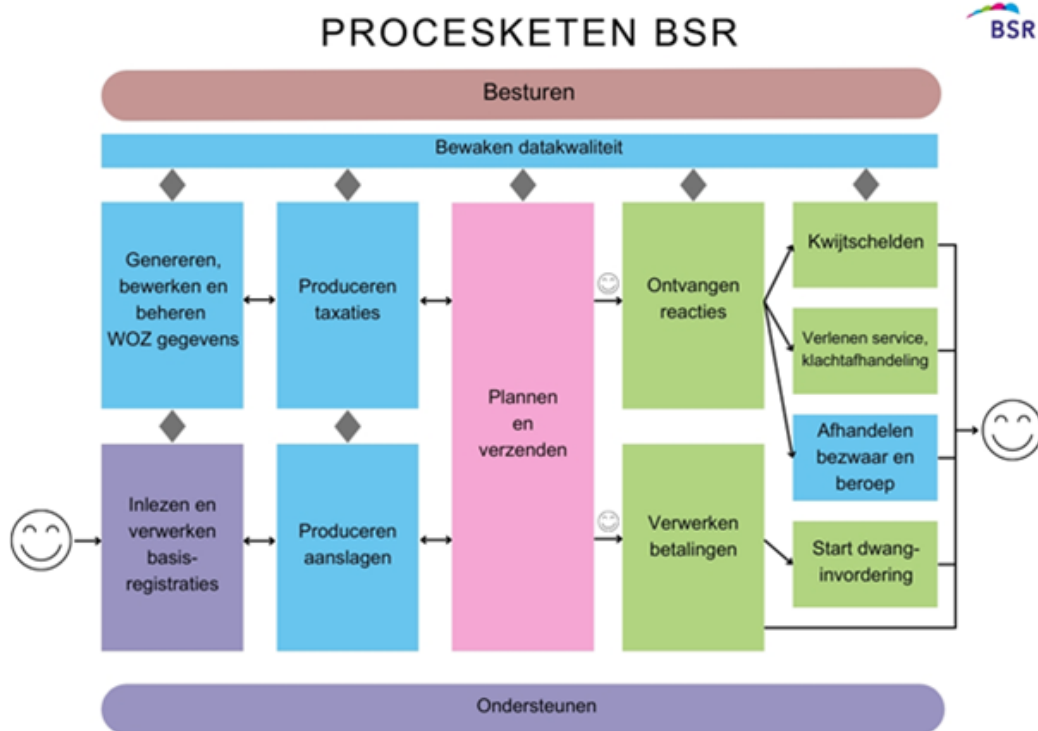 PROCESKETEN BSR
BSR
Besturen
Bewaken datakwaliteit
Genereren,
bewerken en
beheren
WOZ gegevens
Produceren
taxaties
Plannen
en
verzenden
Ontvangen
reacties
Kwijtschelden
Verlenen service,
klachtafhandeling
Afhandelen
bezwaar en
beroep
Inlezen en
verwerken
basis-
registraties
Produceren
aanslagen
Verwerken
betalingen
Start dwang-
invordering
Ondersteunen